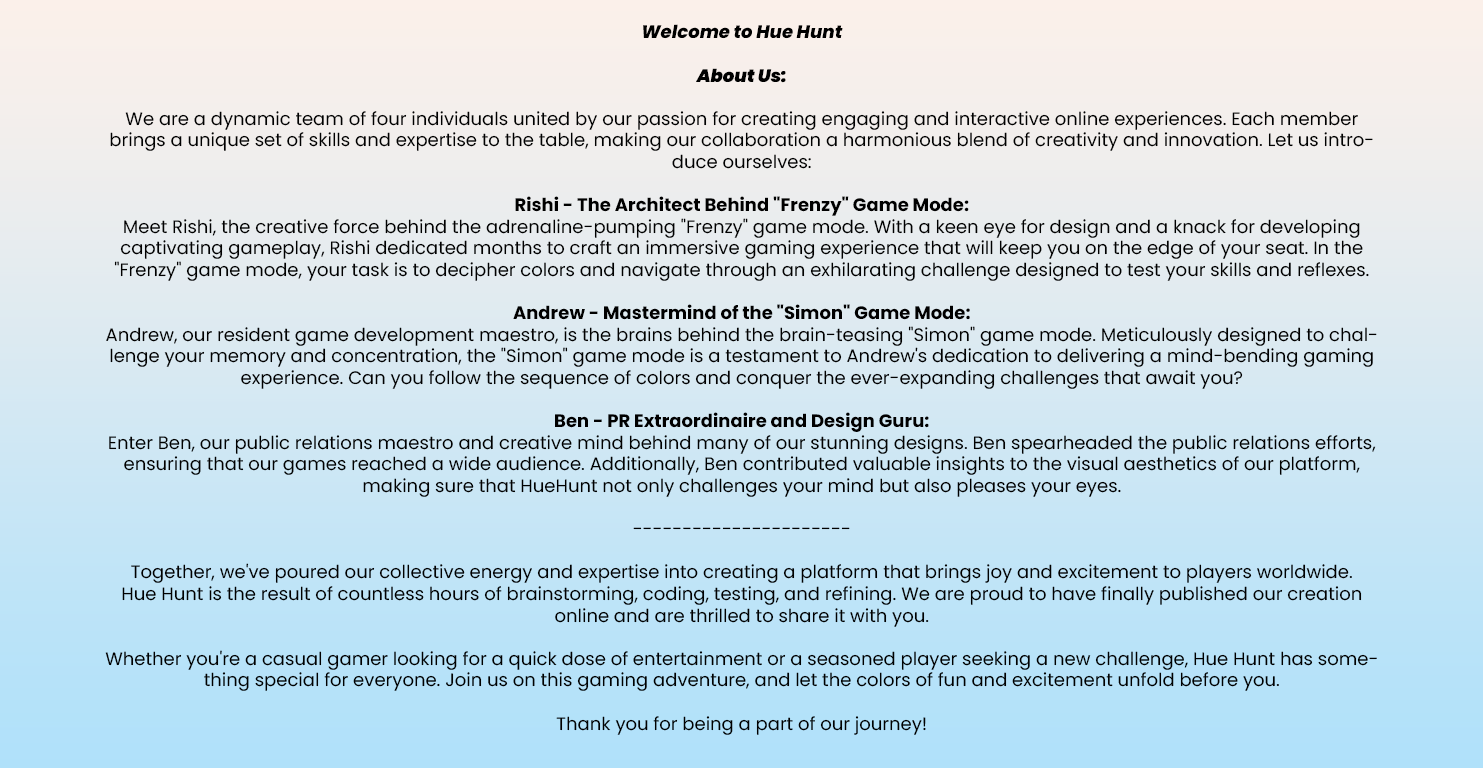 Welcome to Hue Hunt
About Us:
We are a dynamic team of four individuals united by our passion for creating engaging and interactive online experiences. Each member
brings a unique set of skills and expertise to the table, making our collaboration a harmonious blend of creativity and innovation. Let us intro-
duce ourselves:
Rishi - The Architect Behind "Frenzy" Game Mode:
Meet Rishi, the creative force behind the adrenaline-pumping "Frenzy" game mode. With a keen eye for design and a knack for developing
captivating gameplay, Rishi dedicated months to craft an immersive gaming experience that will keep you on the edge of your seat. In the
"Frenzy" game mode, your task is to decipher colors and navigate through an exhilarating challenge designed to test your skills and reflexes.
Andrew - Mastermind of the "Simon" Game Mode:
Andrew, our resident game development maestro, is the brains behind the brain-teasing "Simon" game mode. Meticulously designed to chal-
lenge your memory and concentration, the "Simon" game mode is a testament to Andrew's dedication to delivering a mind-bending gaming
experience. Can you follow the sequence of colors and conquer the ever-expanding challenges that await you?
Ben - PR Extraordinaire and Design Guru:
Enter Ben, our public relations maestro and creative mind behind many of our stunning designs. Ben spearheaded the public relations efforts,
ensuring that our games reached a wide audience. Additionally, Ben contributed valuable insights to the visual aesthetics of our platform,
making sure that HueHunt not only challenges your mind but also pleases your eyes.
----------------------
Together, we've poured our collective energy and expertise into creating a platform that brings joy and excitement to players worldwide.
Hue Hunt is the result of countless hours of brainstorming, coding, testing, and refining. We are proud to have finally published our creation
online and are thrilled to share it with you.
Whether you're a casual gamer looking for a quick dose of entertainment or a seasoned player seeking a new challenge, Hue Hunt has some-
thing special for everyone. Join us on this gaming adventure, and let the colors of fun and excitement unfold before you.
Thank you for being a part of our journey!